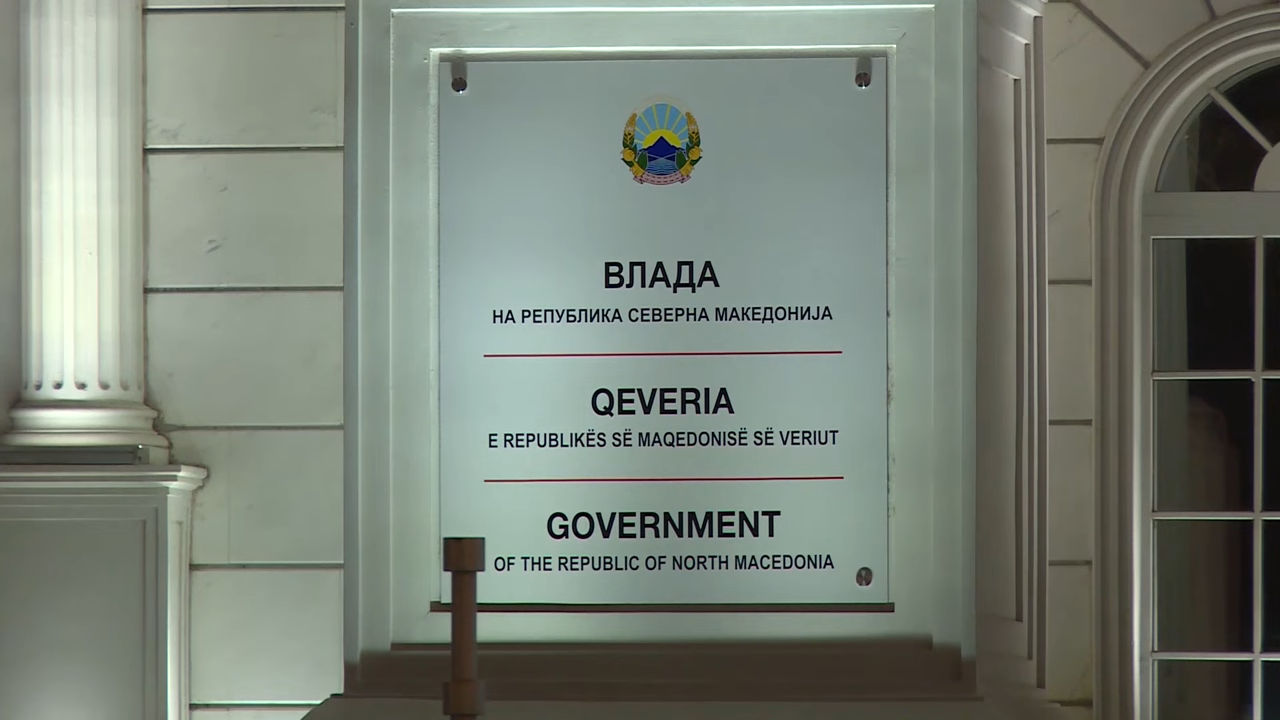 ВЛАДА
НА РЕПУБЛИКА СЕВЕРНА МАКЕДОНИЈА
QEVERIA
E REPUBLIKËS SË MAQEDONISË SË VERIUT
GOVERNMENT
OF THE REPUBLIC OF NORTH MACEDONIA